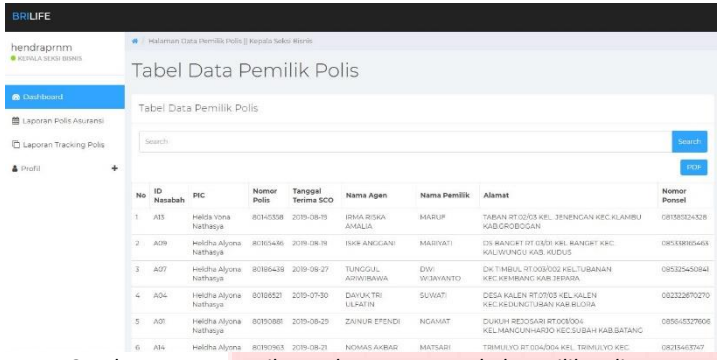 BRILIFE
hendraprnm
KEPALA SEKSI BISNIS
Dashboard
Laporan Polis Asuransi
Laporan Tracking Polis
Profil +
/ Halaman Data Pemilik Polis || Kepala Seksi Bisnis
Tabel Data Pemilik Polis
Tabel Data Pemilik Polis
Search
Search
PDF
No ID Nasabah PIC Nomor Polis Tanggal Terima SCO Nama Agen Nama Pemilik Alamat Nomor Ponsel
1 A13 Helda Yona Nathasya 80145358 2019-08-19 IRMA RISKA AMALIA MARUF TABAN RT.02/03 KEL. JENENGAN KEC.KLAMBU KAB.GROBOGAN 081385124328
2 A09 Heldha Alyona Nathasya 80165436 2019-08-19 ISKE ANGGANI MARIYATI DS BANGET RT 03/01 KEL BANGET KEC. KALIWUNGU KAB. KUDUS 085338165463
3 A07 Heldha Alyona Nathasya 80186438 2019-08-27 TUNGGUL ARIWIBAWA DWI WIJAYANTO DK TIMBUL RT.003/002 KEL.TUBANAN KEC.KEMBANG KAB.JEPARA 085325450841
4 A04 Heldha Alyona Nathasya 80186521 2019-07-30 DAYUK TRI ULFATIN SUWATI DESA KALEN RT.07/03 KEL.KALEN KEC.KEDUNGTUBAN KAB.BLORA 082322670270
5 A01 Heldha Alyona Nathasya 80190881 2019-08-29 ZAINUR EFENDI NGAMAT DUKUH REJOSARI RT.001/004 KEL.MANGUNHARJO KEC.SUBAH KAB.BATANG 085645327606
6 A14 Heldha Alyona 80190963 2019-08-21 NOMAS AKBAR MATSARI TRIMULYO RT.004/004 KEL. TRIMULYO KEC 08213463747